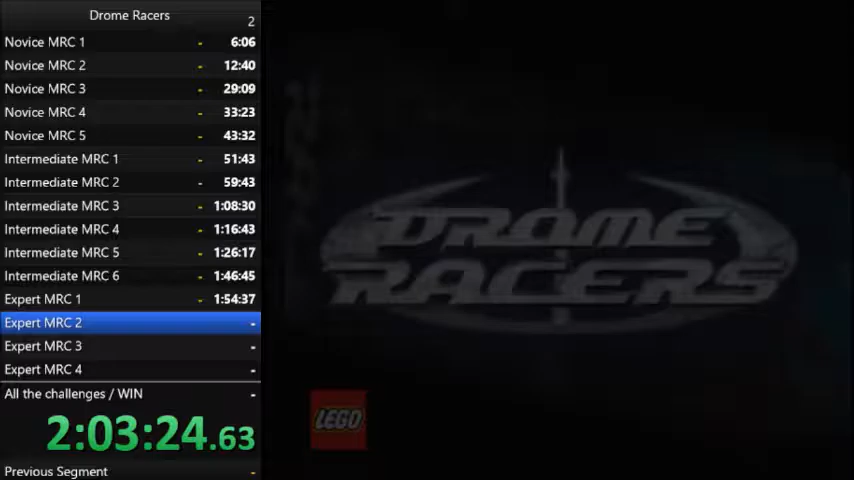 Drome Racers
2
Novice MRC 1 - 6:06
Novice MRC 2 - 12:40
Novice MRC 3 - 29:09
Novice MRC 4 - 33:23
Novice MRC 5 - 43:32
Intermediate MRC 1 - 51:43
Intermediate MRC 2 - 59:43
Intermediate MRC 3 - 1:08:30
Intermediate MRC 4 - 1:16:43
Intermediate MRC 5 - 1:26:17
Intermediate MRC 6 - 1:46:45
Expert MRC 1 - 1:54:37
Expert MRC 2 -
Expert MRC 3 -
Expert MRC 4 -
All the challenges / WIN -
2:03:24.63
Previous Segment -
DROME
RACERS
LEGO